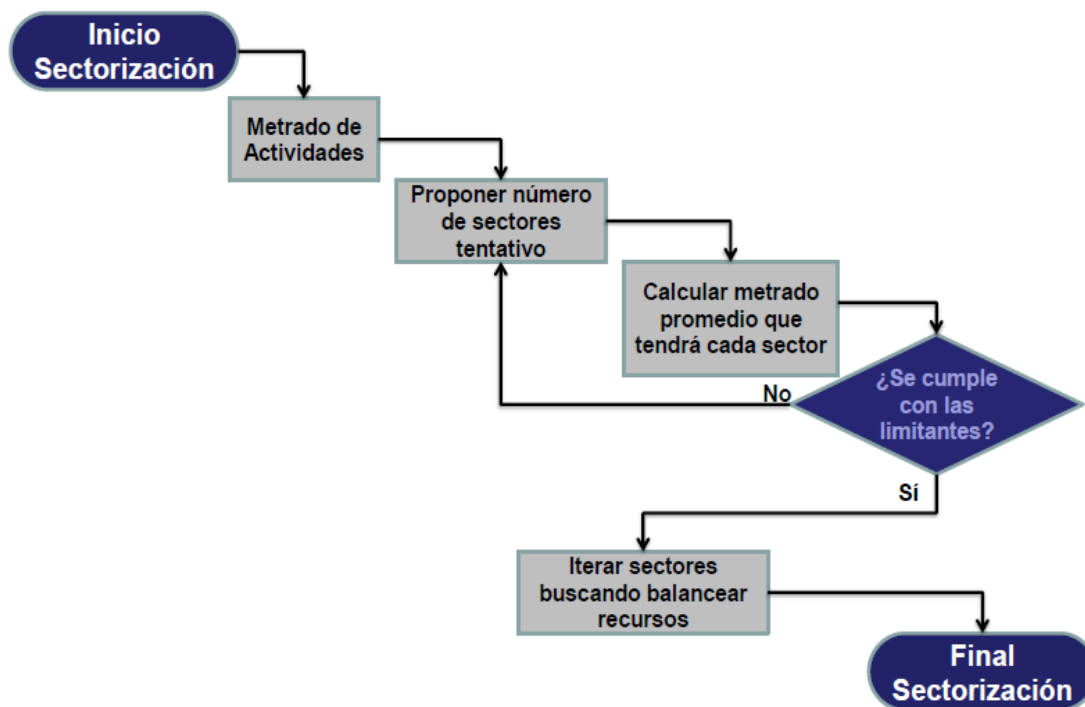 Inicio
Sectorización
Metrado de
Actividades
Proponer número
de sectores
tentativo
Calcular metrado
promedio que
tendrá cada sector
¿Se cumple
con las
limitantes?
No
Sí
Iterar sectores
buscando balancear
recursos
Final
Sectorización